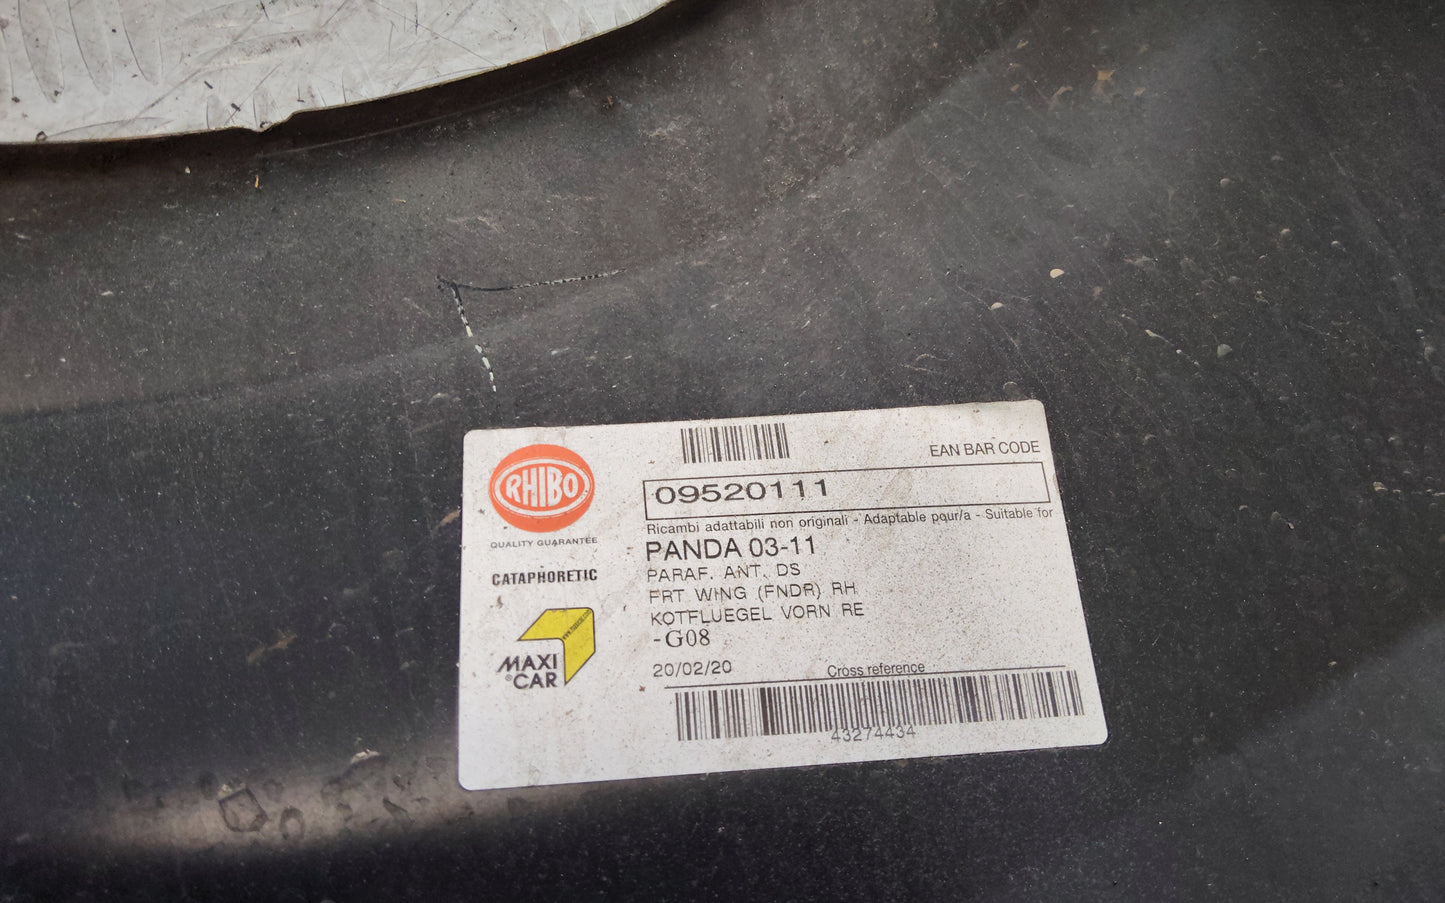 EAN BAR CODE
RHIBO
QUALITY GUARANTEE
CATAPHORETIC
MAXI
CAR
09520111
Ricambi adattabili non originali - Adaptable pour/a - Suitable for
PANDA 03-11
PARAF. ANT. DS
FRT WING (FNDR) RH
KOTFLUEGEL VORN RE
-G08
20/02/20
Cross reference
43274434